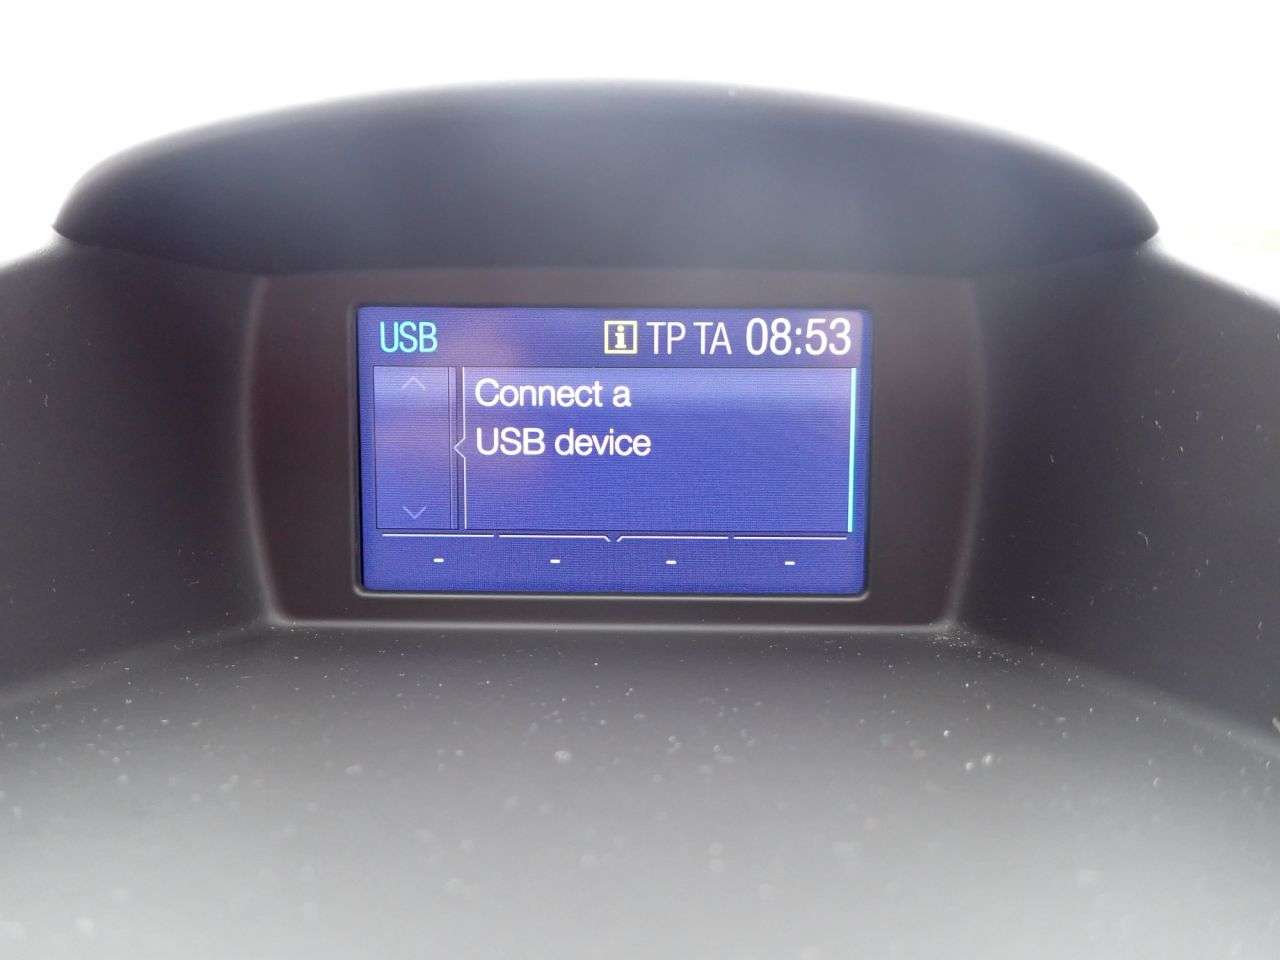 USB i TP TA 08:53
Connect a
USB device
- - - -